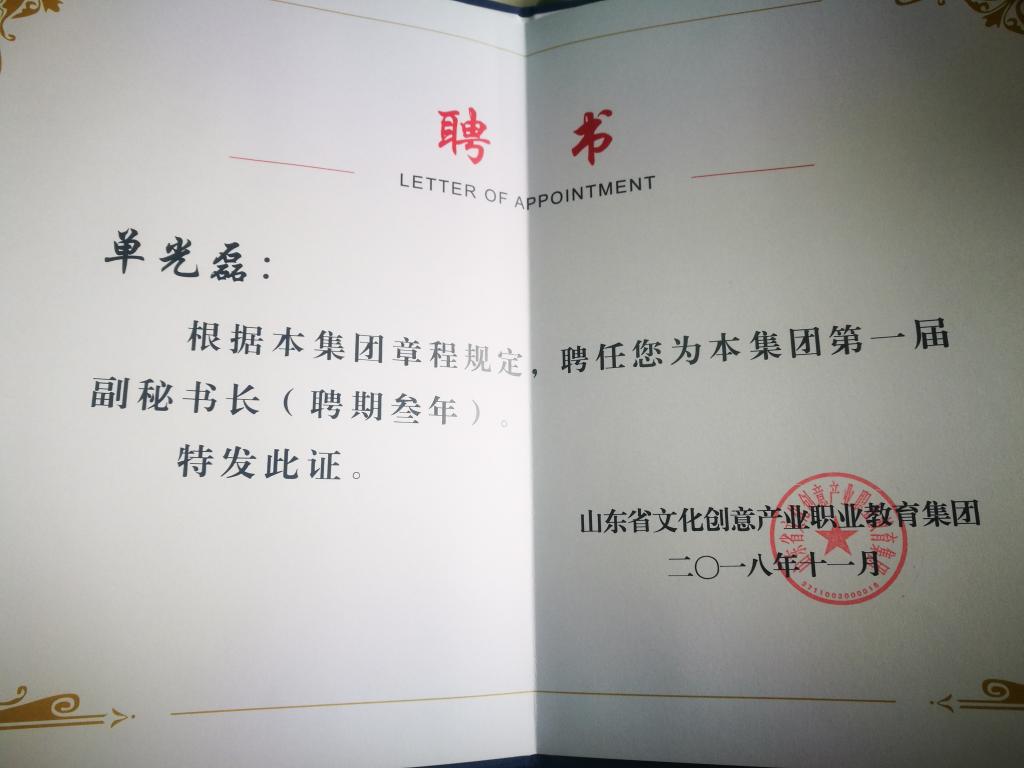 聘 书
LETTER OF APPOINTMENT
单光磊：
根据本集团章程规定，聘任您为本集团第一届
副秘书长（聘期叁年）。
特发此证。
山东省文化创意产业职业教育集团
二〇一八年十一月